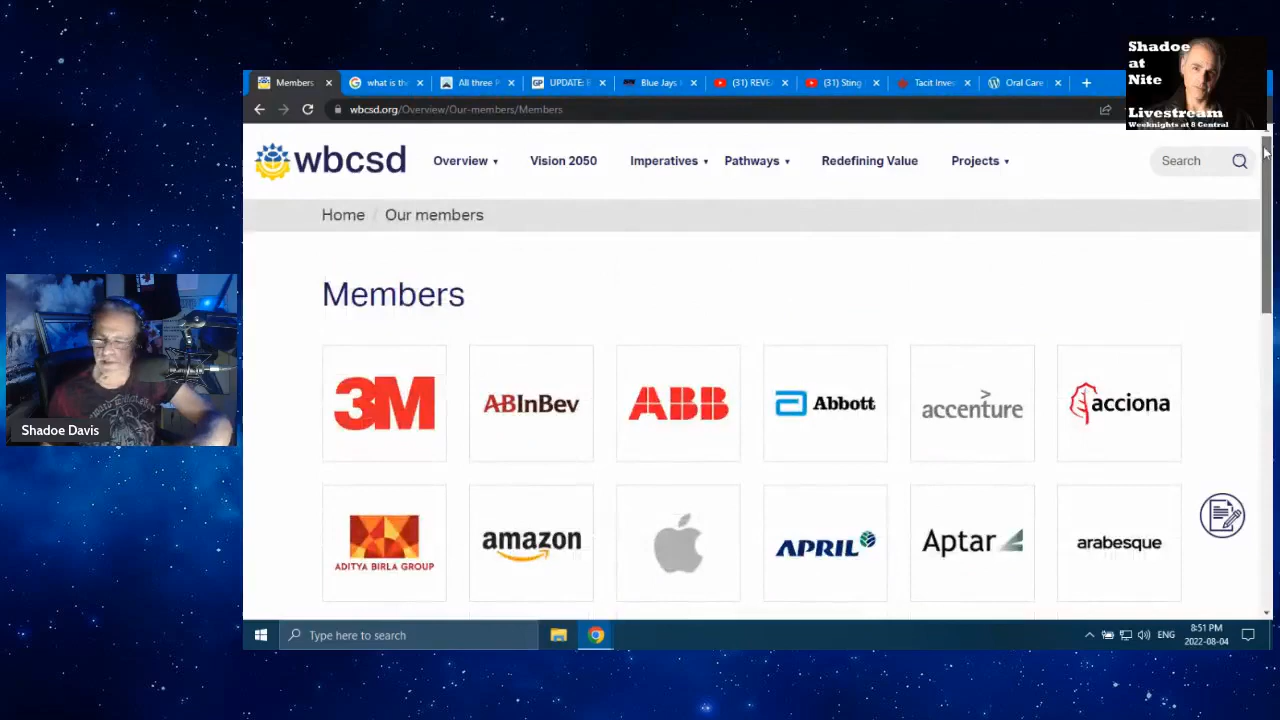 Shadoe
at
Nite
Livestream
Weeknights at 8 Central
Members
what is the
All three
UPDATE:
Blue Jays
(31) REVE
(31) Sting
Tacit Inve
Oral Care
wbcsd.org/Overview/Our-members/Members
wbcsd
Overview
Vision 2050
Imperatives
Pathways
Redefining Value
Projects
Search
Home / Our members
Members
3M
ABInBev
ABB
Abbott
accenture
acciona
ADITYA BIRLA GROUP
amazon
APRIL
Aptar
arabesque
Shadoe Davis
Type here to search
ENG
8:51 PM
2022-08-04